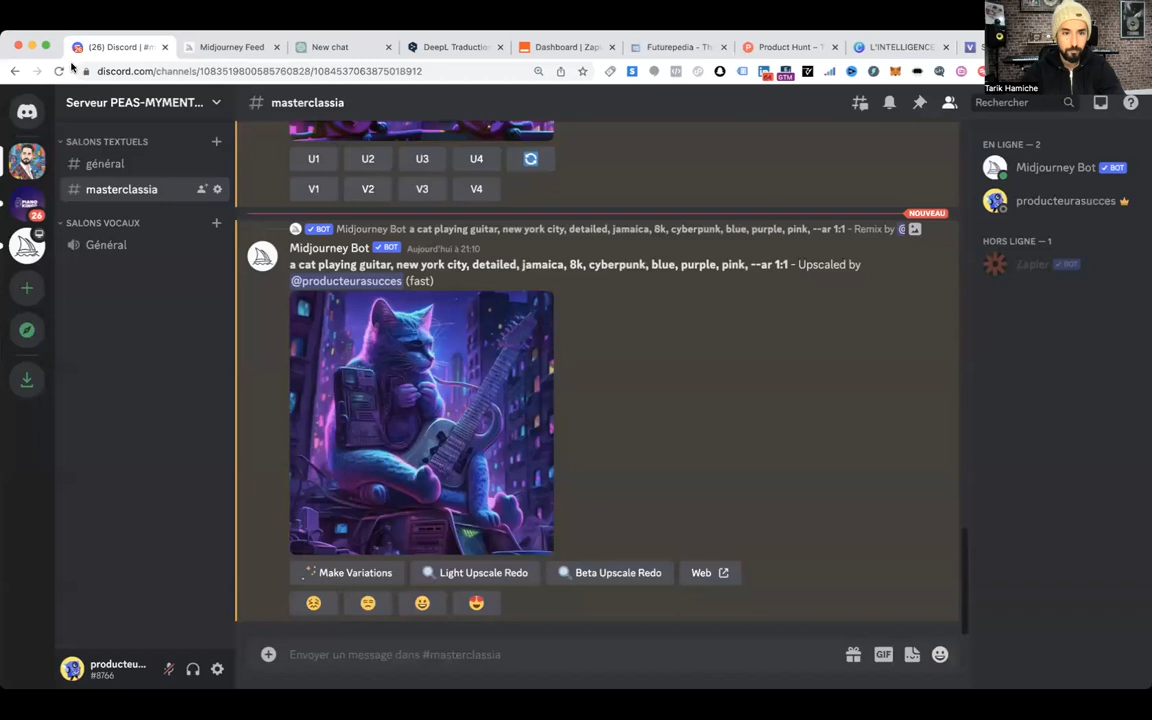 (26) Discord | #m
Midjourney Feed
New chat
DeepL Traduction
Dashboard | Zap
Futurepedia - Th
Product Hunt – T
L'INTELLIGENCE
discord.com/channels/1083519800585760828/1084537063875018912
Tarik Hamiche
Serveur PEAS-MYMENT...
# masterclassia
Rechercher
SALONS TEXTUELS
# général
# masterclassia
SALONS VOCAUX
Général
26
U1 U2 U3 U4
V1 V2 V3 V4
NOUVEAU
BOT Midjourney Bot a cat playing guitar, new york city, detailed, jamaica, 8k, cyberpunk, blue, purple, pink, --ar 1:1 - Remix by @
Midjourney Bot BOT Aujourd'hui à 21:10
a cat playing guitar, new york city, detailed, jamaica, 8k, cyberpunk, blue, purple, pink, --ar 1:1 - Upscaled by
@producteurasucces (fast)
Make Variations Light Upscale Redo Beta Upscale Redo Web
Envoyer un message dans #masterclassia
GIF
producteu...
#8766
EN LIGNE — 2
Midjourney Bot BOT
producteurasucces
HORS LIGNE — 1
Zapier BOT